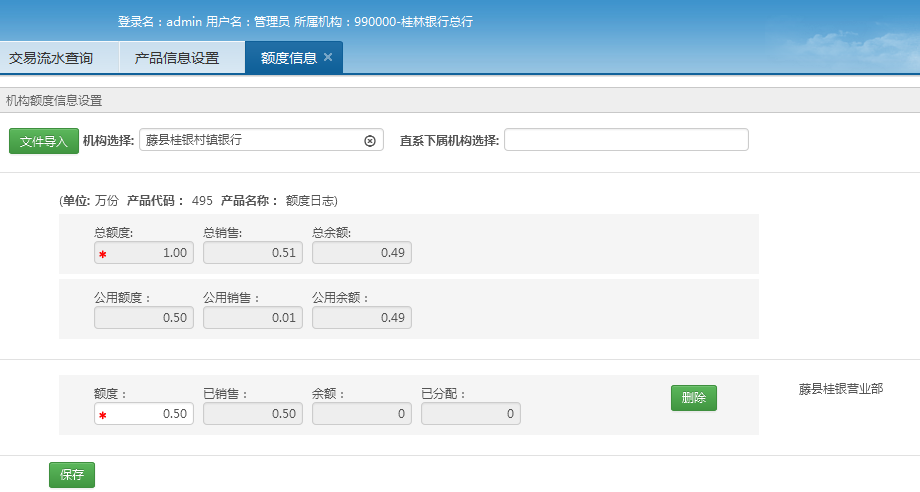 登录名：admin 用户名：管理员 所属机构：990000-桂林银行总行
交易流水查询 产品信息设置 额度信息 ×
机构额度信息设置
文件导入 机构选择: 藤县桂银村镇银行 直系下属机构选择:
(单位: 万份 产品代码： 495 产品名称： 额度日志)
总额度: 总销售: 总余额:
* 1.00 0.51 0.49
公用额度： 公用销售： 公用余额：
0.50 0.01 0.49
额度： 已销售： 余额： 已分配：
* 0.50 0.50 0 0 删除 藤县桂银营业部
保存